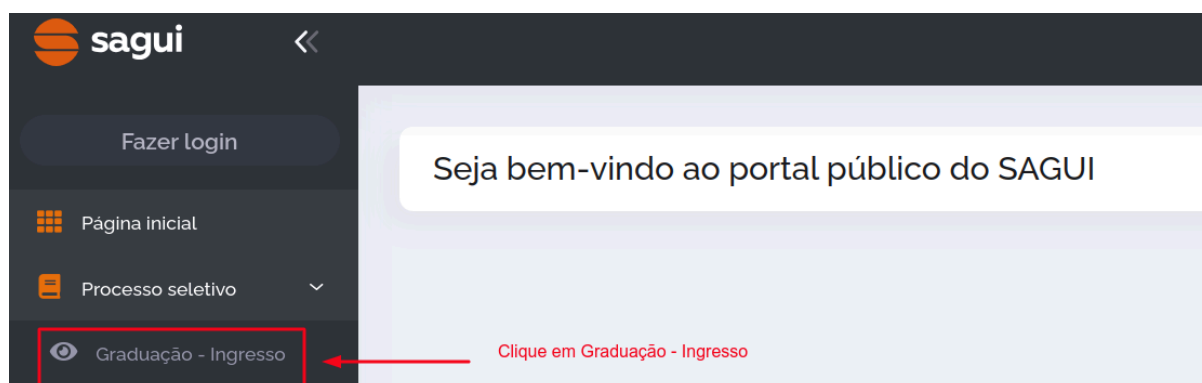 sagui
Fazer login
Seja bem-vindo ao portal público do SAGUI
Página inicial
Processo seletivo
Graduação - Ingresso
Clique em Graduação - Ingresso